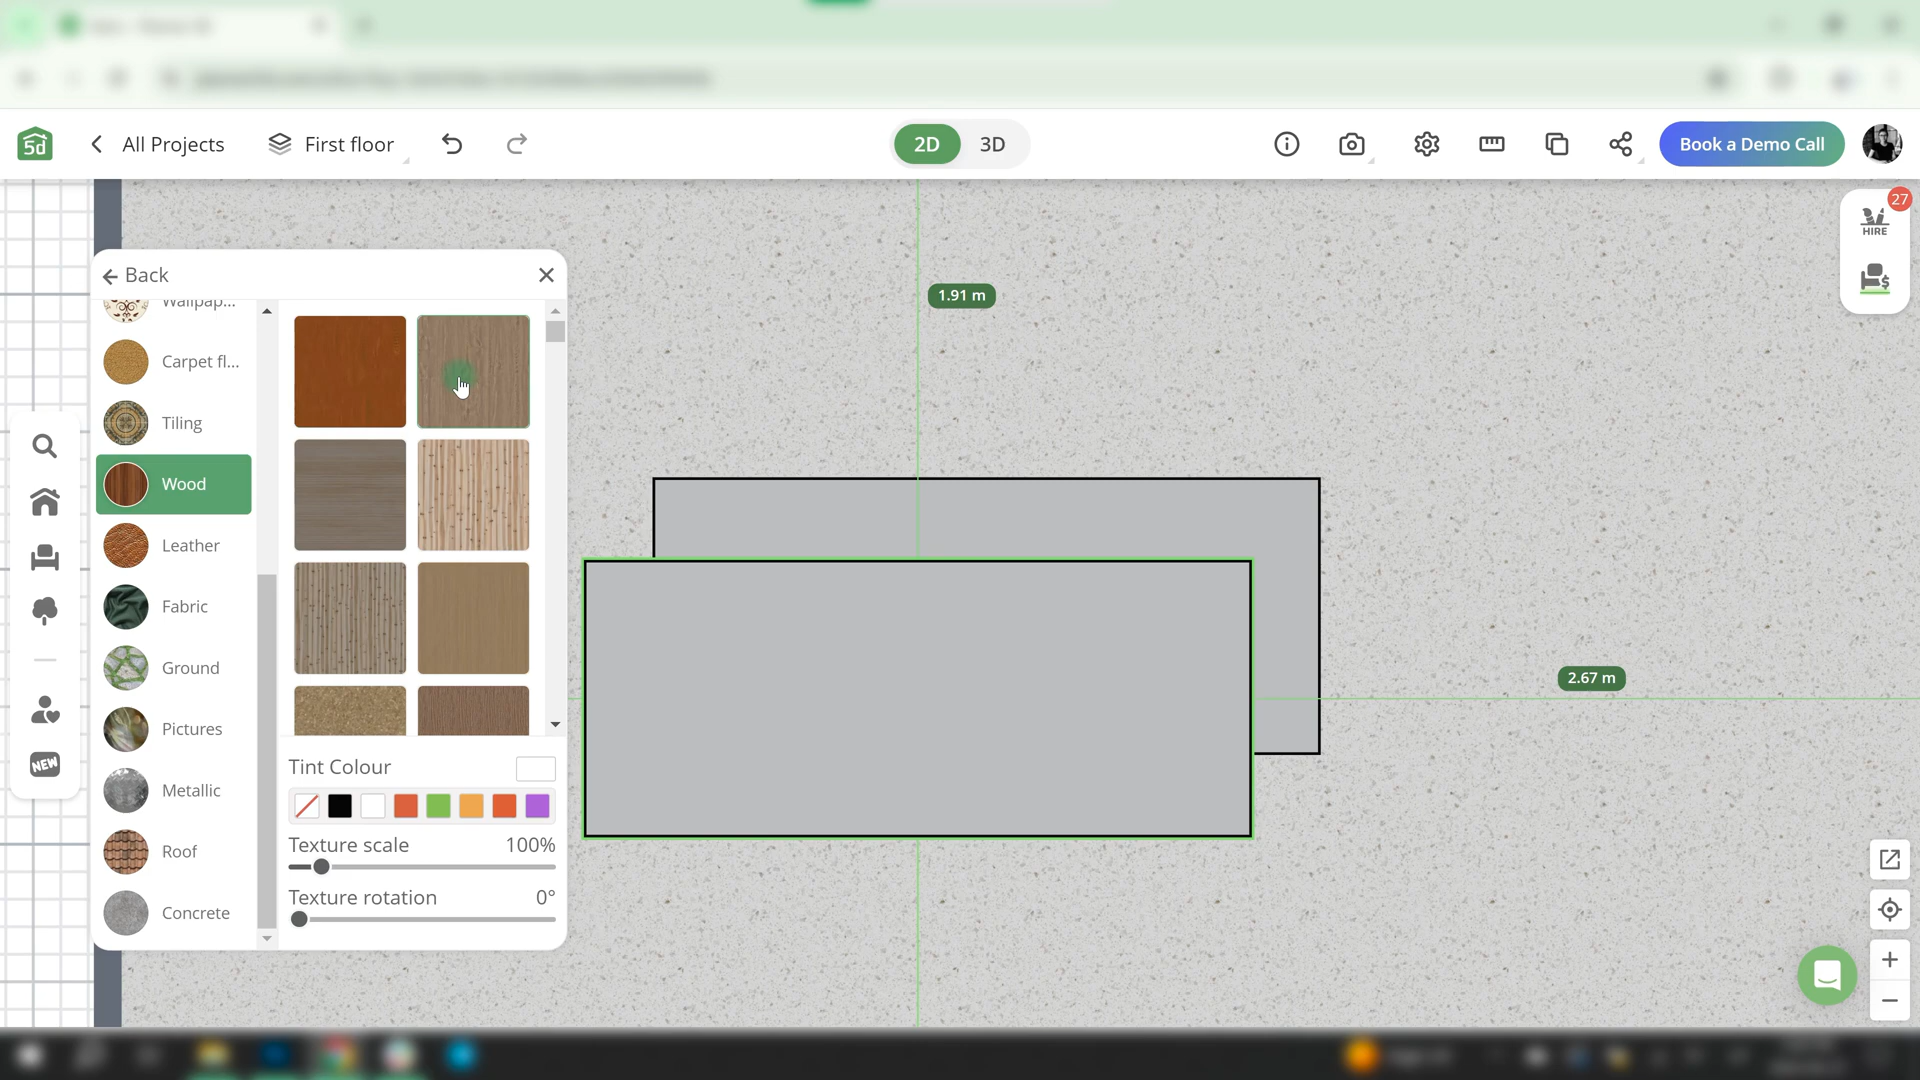 5d
All Projects
First floor
2D
3D
Book a Demo Call
27
HIRE
$
Back
Wallpap...
Carpet fl...
Tiling
Wood
Leather
Fabric
Ground
Pictures
Metallic
Roof
Concrete
NEW
Tint Colour
Texture scale 100%
Texture rotation 0°
1.91 m
2.67 m